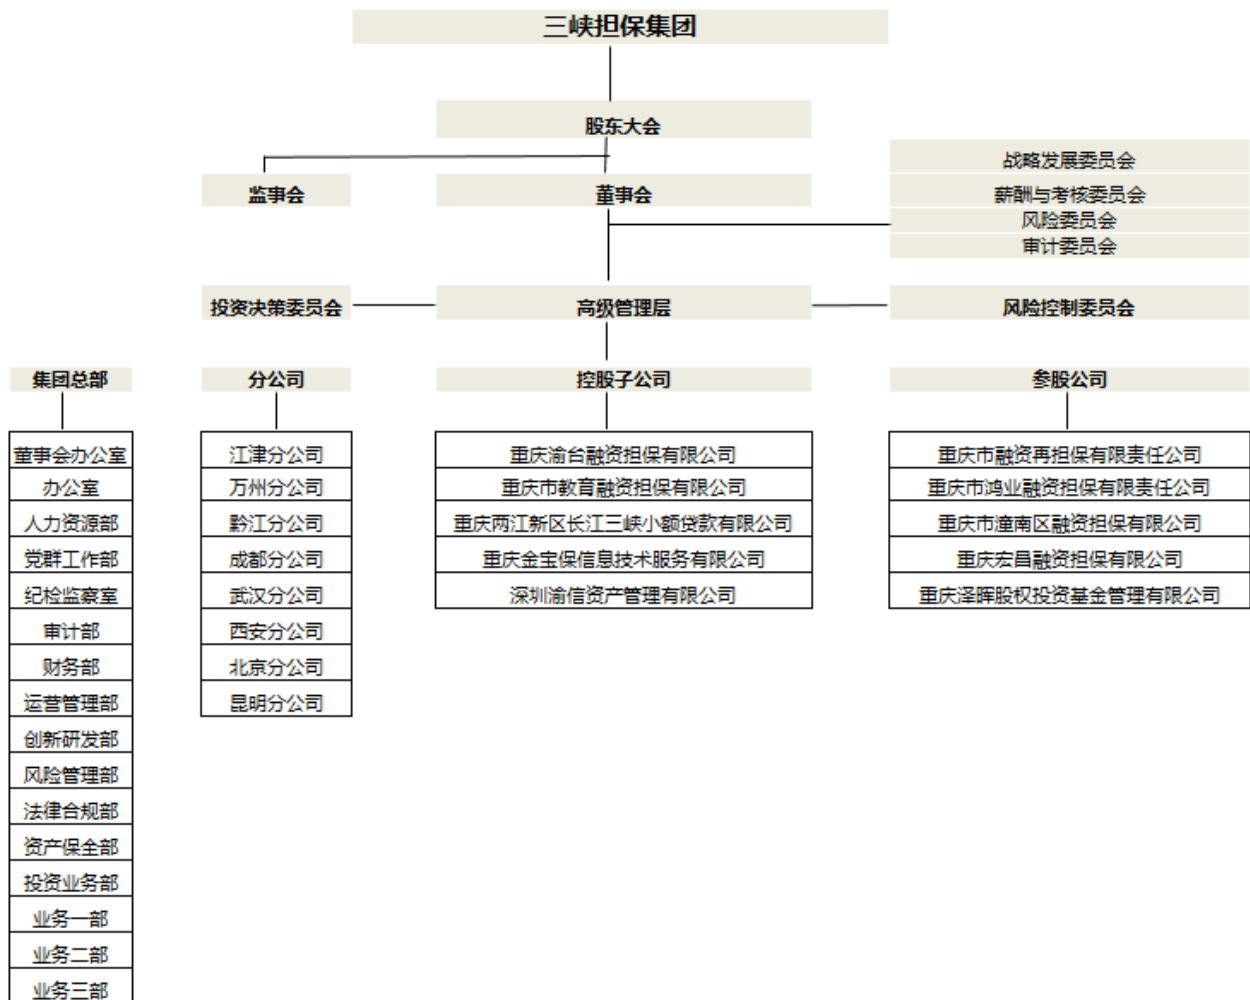 三峡担保集团
股东大会
战略发展委员会
监事会
董事会
薪酬与考核委员会
风险委员会
审计委员会
投资决策委员会
高级管理层
风险控制委员会
集团总部
分公司
控股子公司
参股公司
董事会办公室
办公室
人力资源部
党群工作部
纪检监察室
审计部
财务部
运营管理部
创新研发部
风险管理部
法律合规部
资产保全部
投资业务部
业务一部
业务二部
业务三部
江津分公司
万州分公司
黔江分公司
成都分公司
武汉分公司
西安分公司
北京分公司
昆明分公司
重庆渝台融资担保有限公司
重庆市教育融资担保有限公司
重庆两江新区长江三峡小额贷款有限公司
重庆金宝保信息技术服务有限公司
深圳渝信资产管理有限公司
重庆市融资再担保有限责任公司
重庆市鸿业融资担保有限责任公司
重庆市潼南区融资担保有限公司
重庆宏昌融资担保有限公司
重庆泽晖股权投资基金管理有限公司